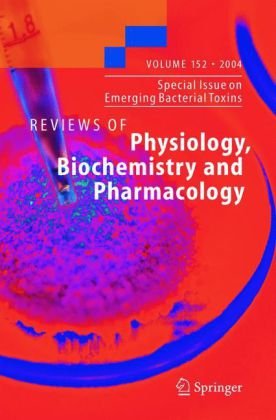 1,8
VOLUME 152 • 2004
Special Issue on
Emerging Bacterial Toxins
REVIEWS OF
Physiology,
Biochemistry and
Pharmacology
Springer